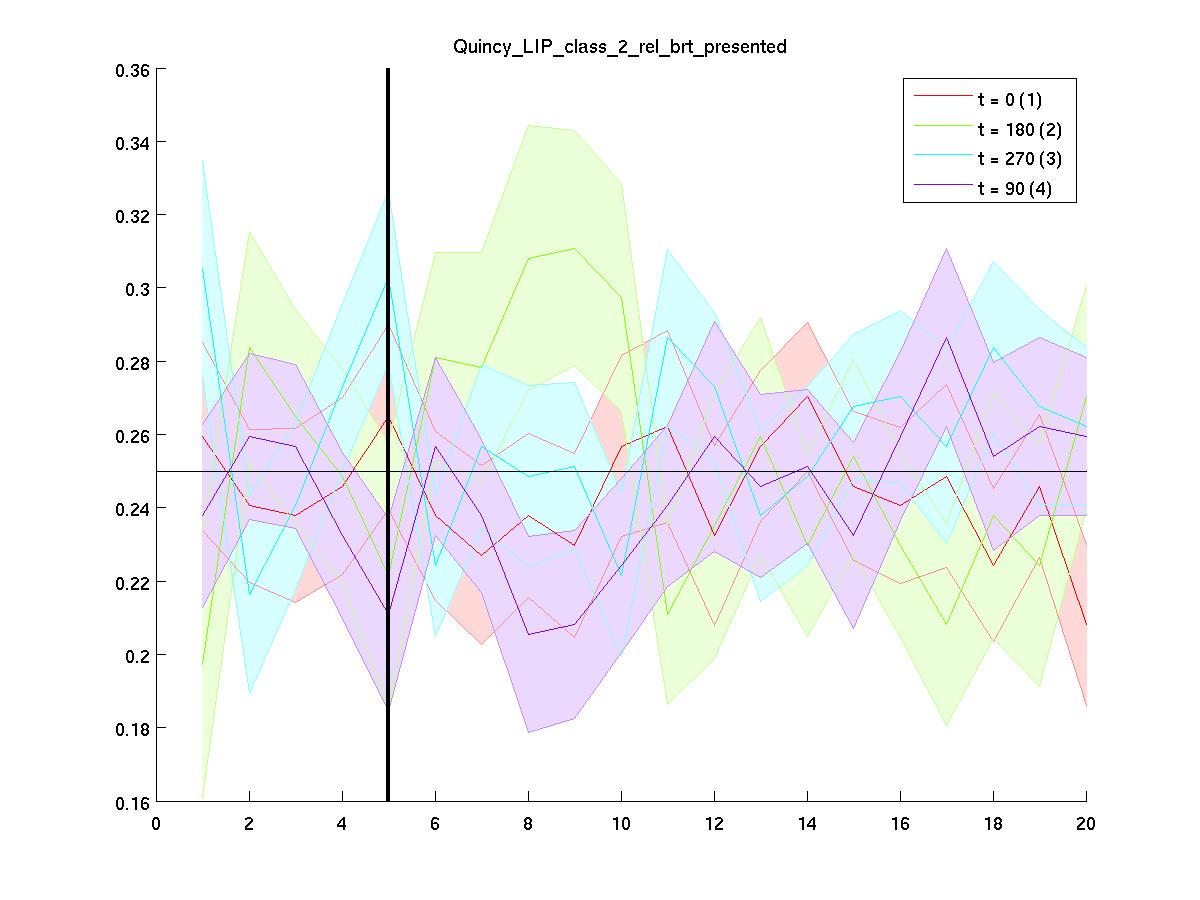 Quincy_LIP_class_2_rel_brt_presented
t = 0 (1)
t = 180 (2)
t = 270 (3)
t = 90 (4)
0.36
0.34
0.32
0.3
0.28
0.26
0.24
0.22
0.2
0.18
0.16
0 2 4 6 8 10 12 14 16 18 20